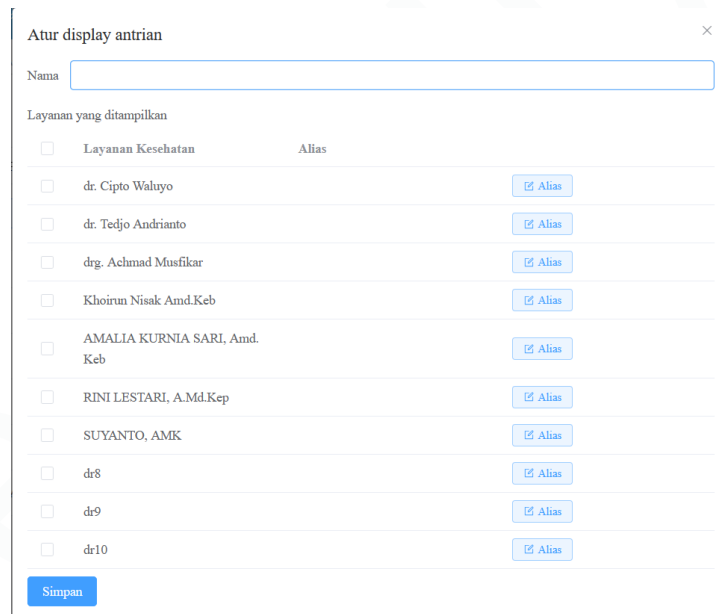 Atur display antrian
Nama
Layanan yang ditampilkan
Layanan Kesehatan Alias
dr. Cipto Waluyo Alias
dr. Tedjo Andrianto Alias
drg. Achmad Musfikar Alias
Khoirun Nisak Amd.Keb Alias
AMALIA KURNIA SARI, Amd.
Keb Alias
RINI LESTARI, A.Md.Kep Alias
SUYANTO, AMK Alias
dr8 Alias
dr9 Alias
dr10 Alias
Simpan